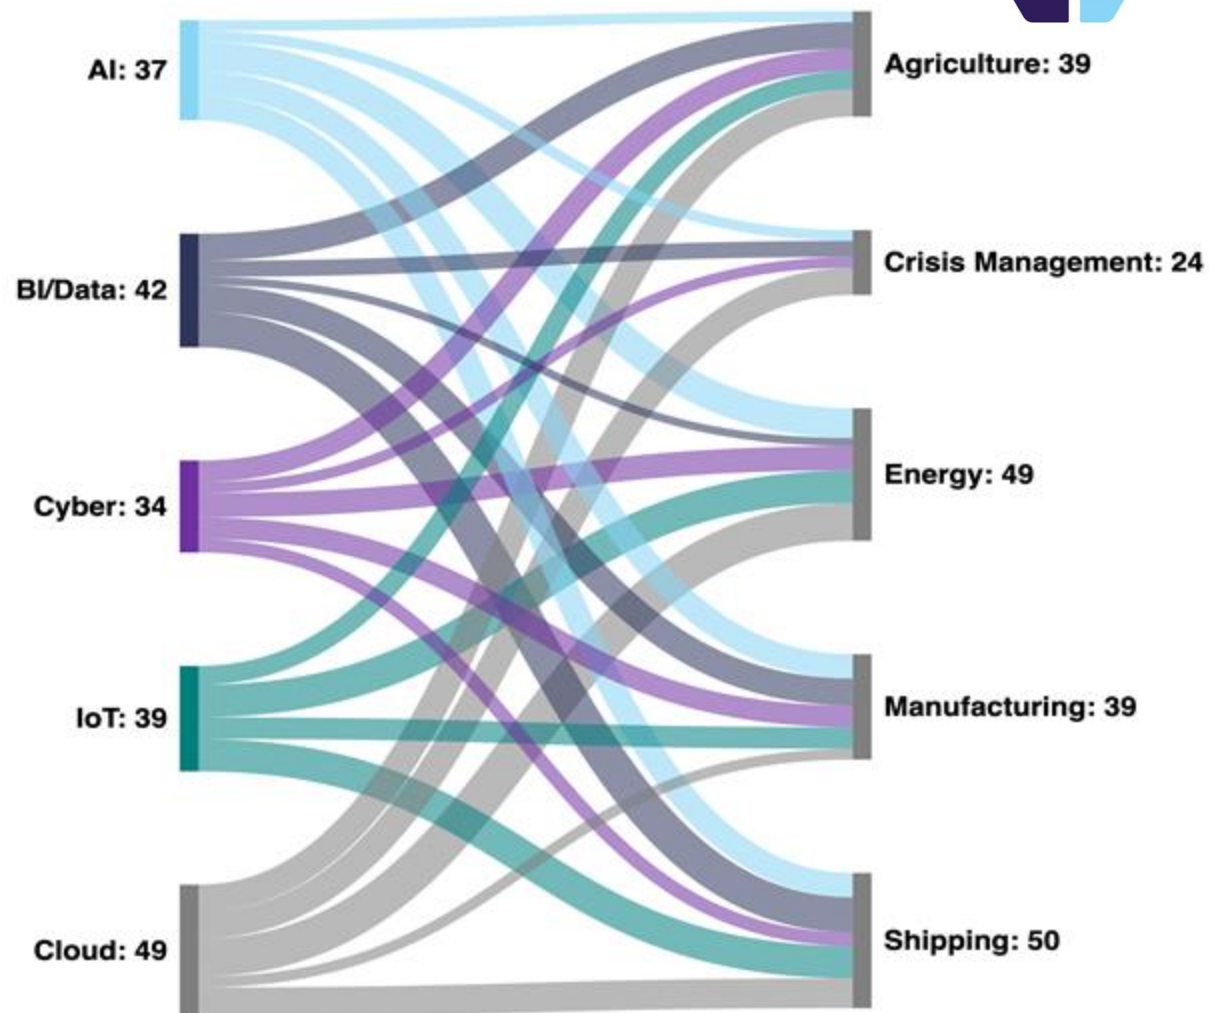 AI: 37
BI/Data: 42
Cyber: 34
IoT: 39
Cloud: 49
Agriculture: 39
Crisis Management: 24
Energy: 49
Manufacturing: 39
Shipping: 50